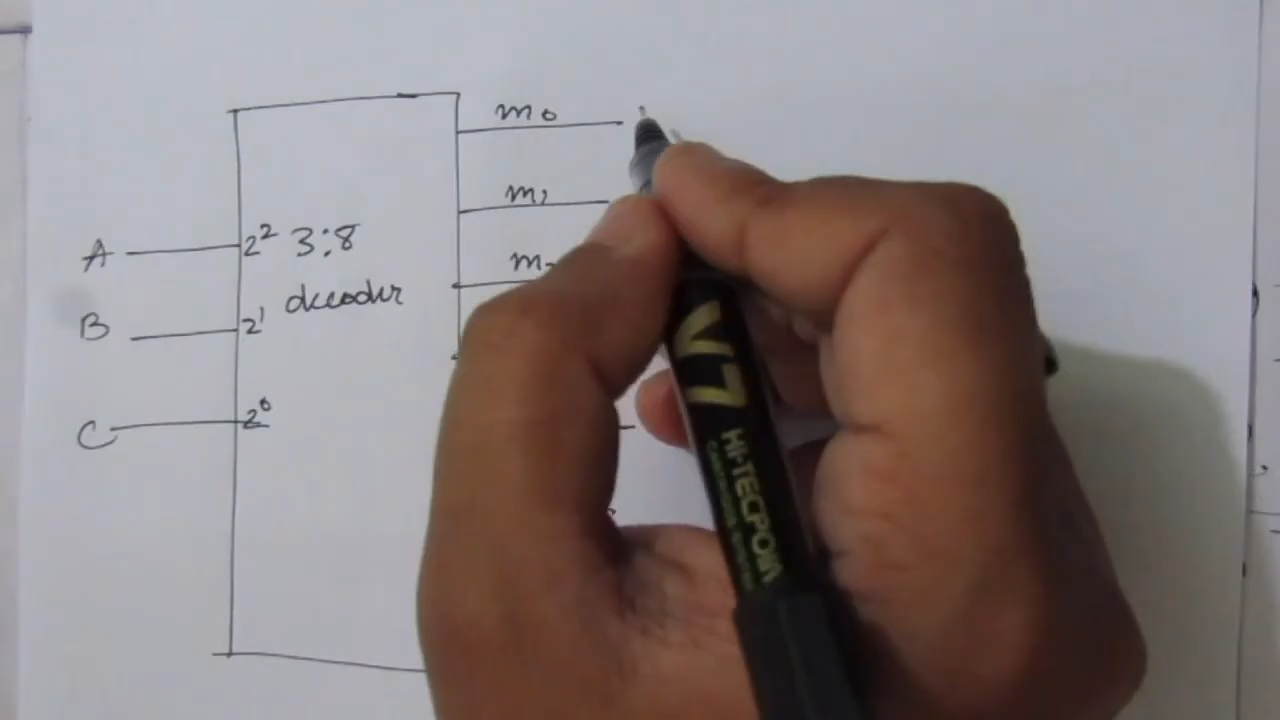 m0
m1
A 2² 3:8
decoder
B 2¹
C 2⁰
V7
HI-TECPOINT